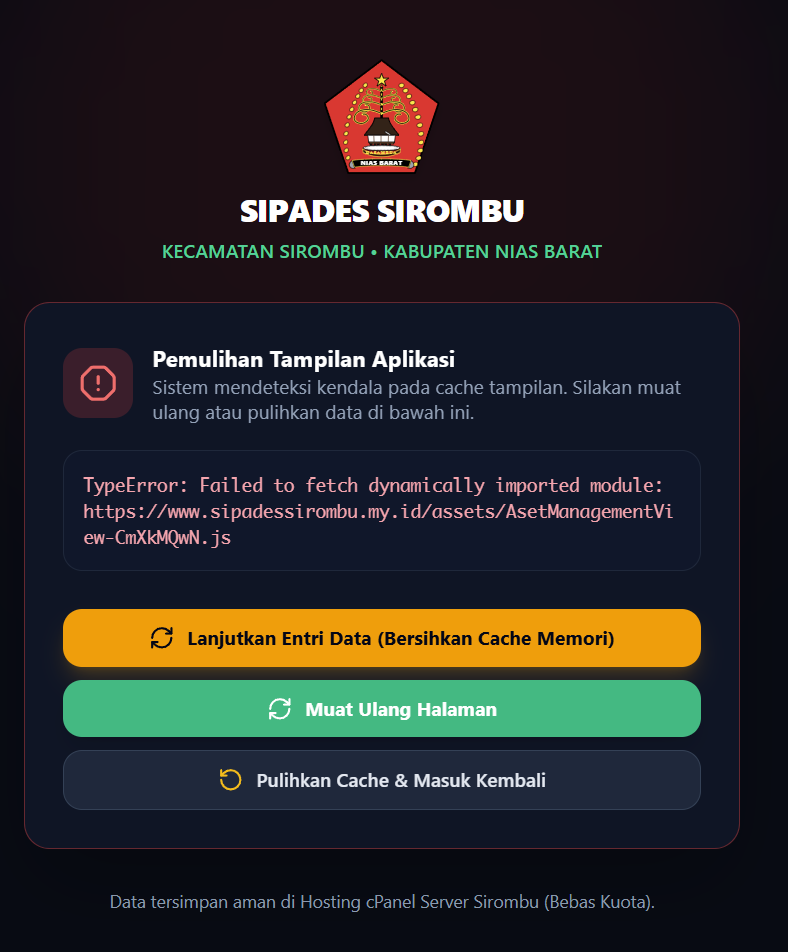 NIAS BARAT
SIPADES SIROMBU
KECAMATAN SIROMBU • KABUPATEN NIAS BARAT
Pemulihan Tampilan Aplikasi
Sistem mendeteksi kendala pada cache tampilan. Silakan muat
ulang atau pulihkan data di bawah ini.
TypeError: Failed to fetch dynamically imported module:
https://www.sipadessirombu.my.id/assets/AsetManagementVi
ew-CmXkMQwN.js
Lanjutkan Entri Data (Bersihkan Cache Memori)
Muat Ulang Halaman
Pulihkan Cache & Masuk Kembali
Data tersimpan aman di Hosting cPanel Server Sirombu (Bebas Kuota).